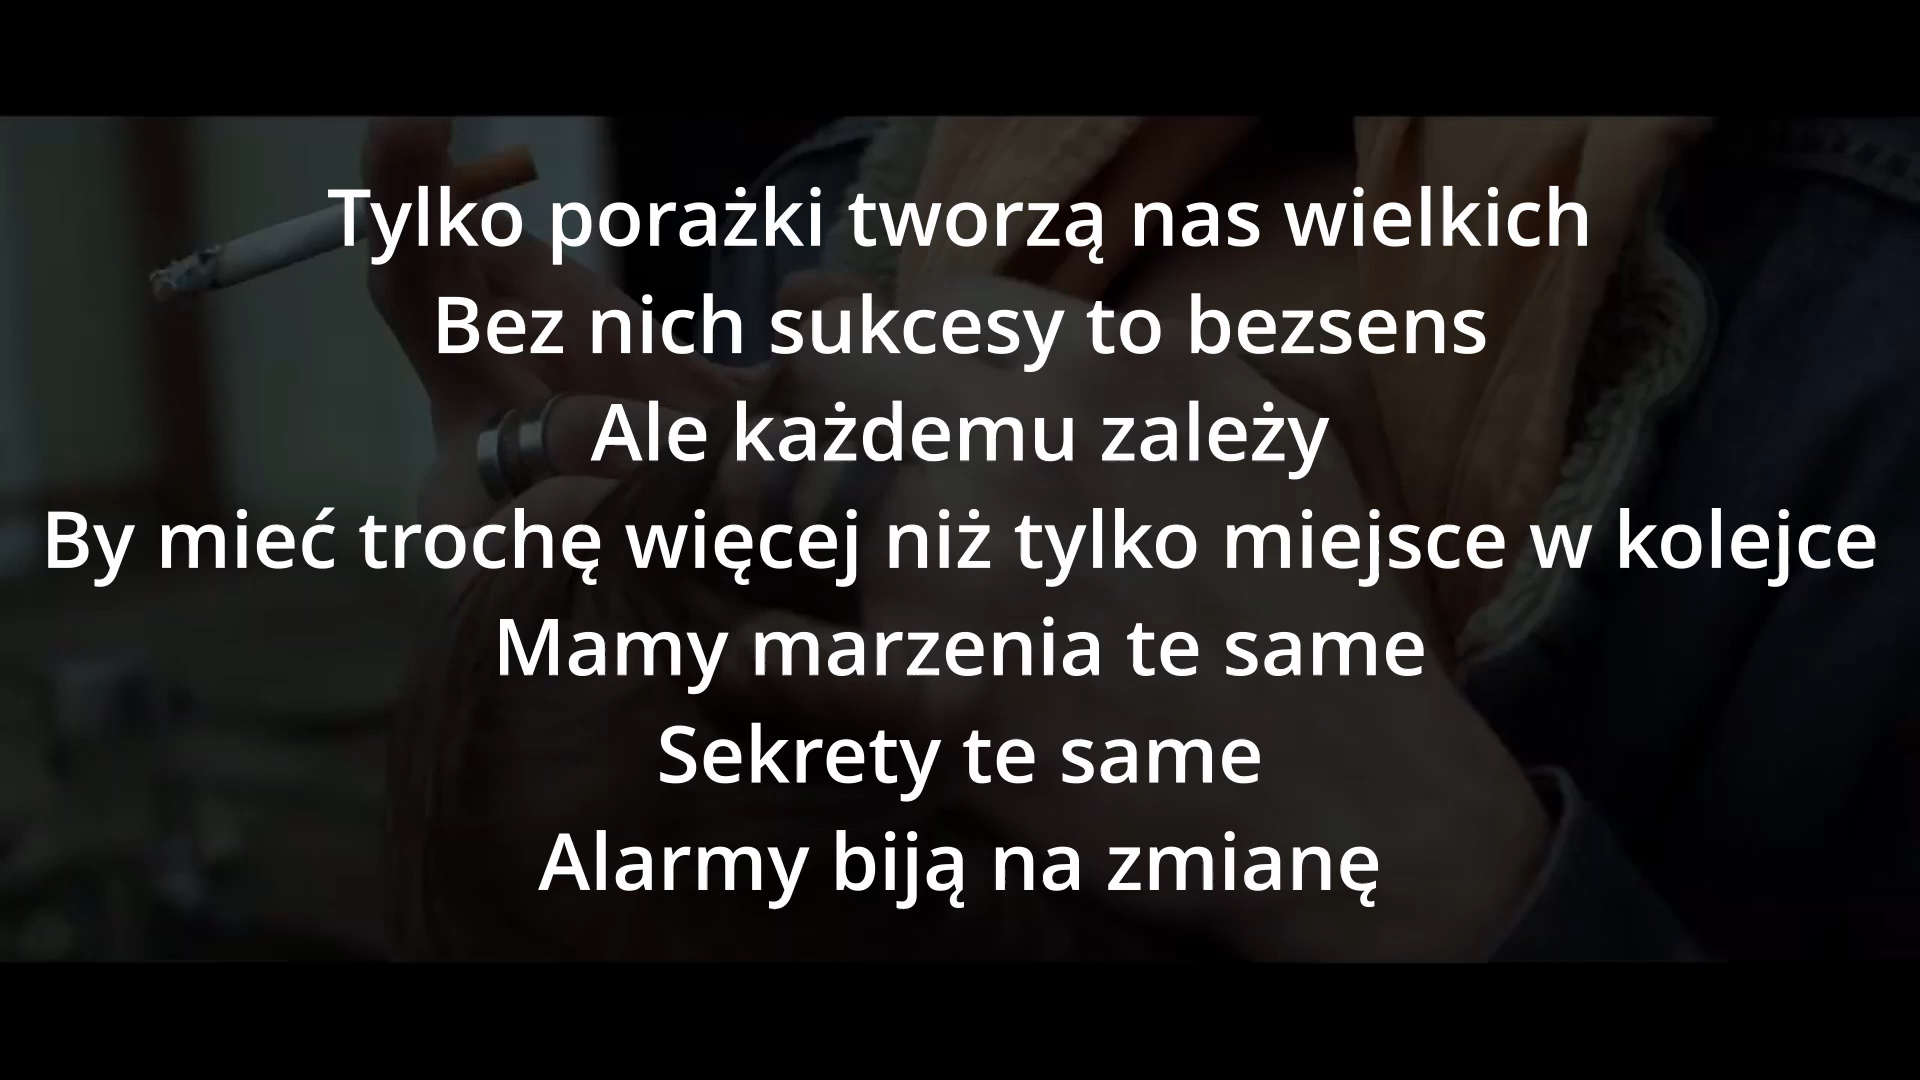 Tylko porażki tworzą nas wielkich
Bez nich sukcesy to bezsens
Ale każdemu zależy
By mieć trochę więcej niż tylko miejsce w kolejce
Mamy marzenia te same
Sekrety te same
Alarmy biją na zmianę